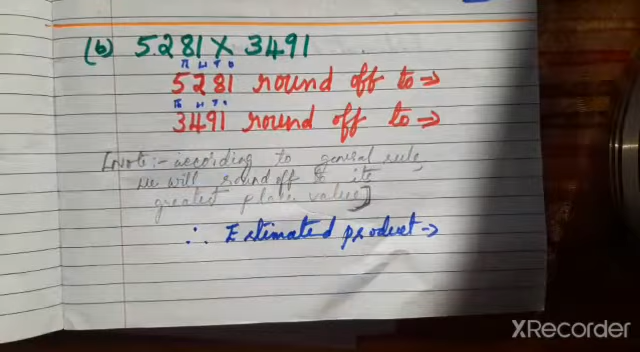 (b) 5281 X 3491
Th H T O
5281 round off to →
Th H T O
3491 round off to →
[Note:- according to general rule
we will round off to its
greatest place value]
∴ Estimated product →
XRecorder